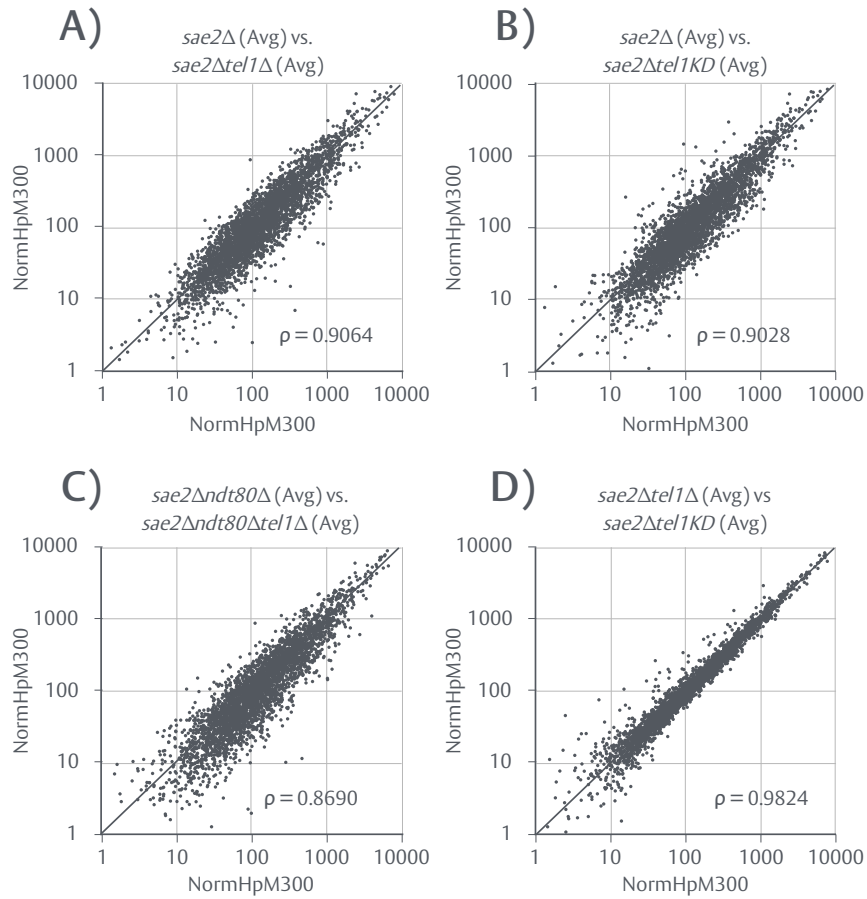 A)
sae2Δ (Avg) vs.
sae2Δtel1Δ (Avg)
10000
1000
100
10
1
NormHpM300
ρ = 0.9064
1 10 100 1000 10000
NormHpM300
B)
sae2Δ (Avg) vs.
sae2Δtel1KD (Avg)
10000
1000
100
10
1
NormHpM300
ρ = 0.9028
1 10 100 1000 10000
NormHpM300
C)
sae2Δndt80Δ (Avg) vs.
sae2Δndt80Δtel1Δ (Avg)
10000
1000
100
10
1
NormHpM300
ρ = 0.8690
1 10 100 1000 10000
NormHpM300
D)
sae2Δtel1Δ (Avg) vs
sae2Δtel1KD (Avg)
10000
1000
100
10
1
NormHpM300
ρ = 0.9824
1 10 100 1000 10000
NormHpM300